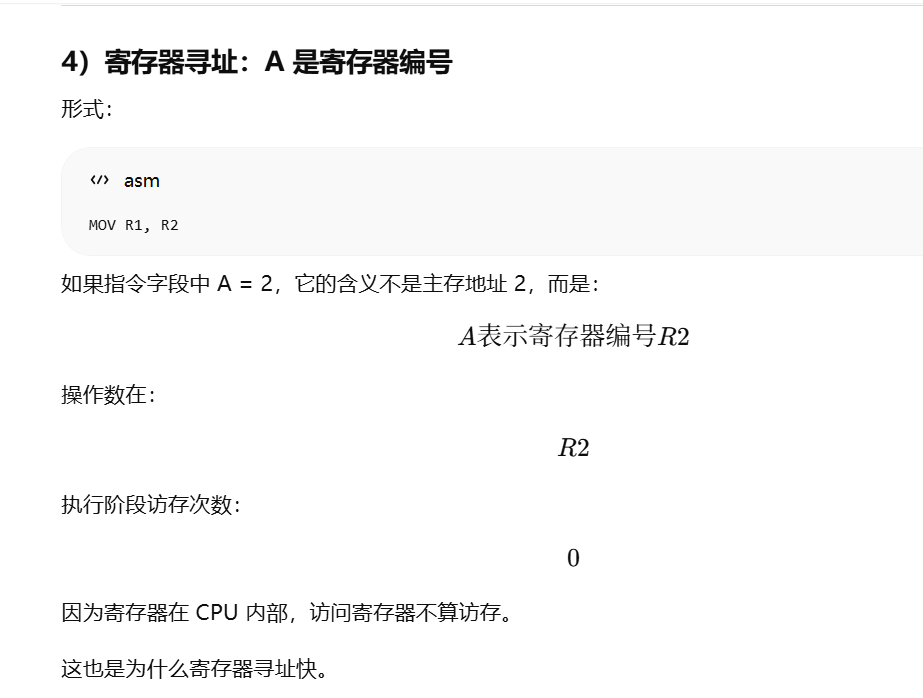 4）寄存器寻址：A 是寄存器编号
形式：
</> asm
MOV R1, R2
如果指令字段中 A = 2，它的含义不是主存地址 2，而是：
A表示寄存器编号R2
操作数在：
R2
执行阶段访存次数：
0
因为寄存器在 CPU 内部，访问寄存器不算访存。
这也是为什么寄存器寻址快。